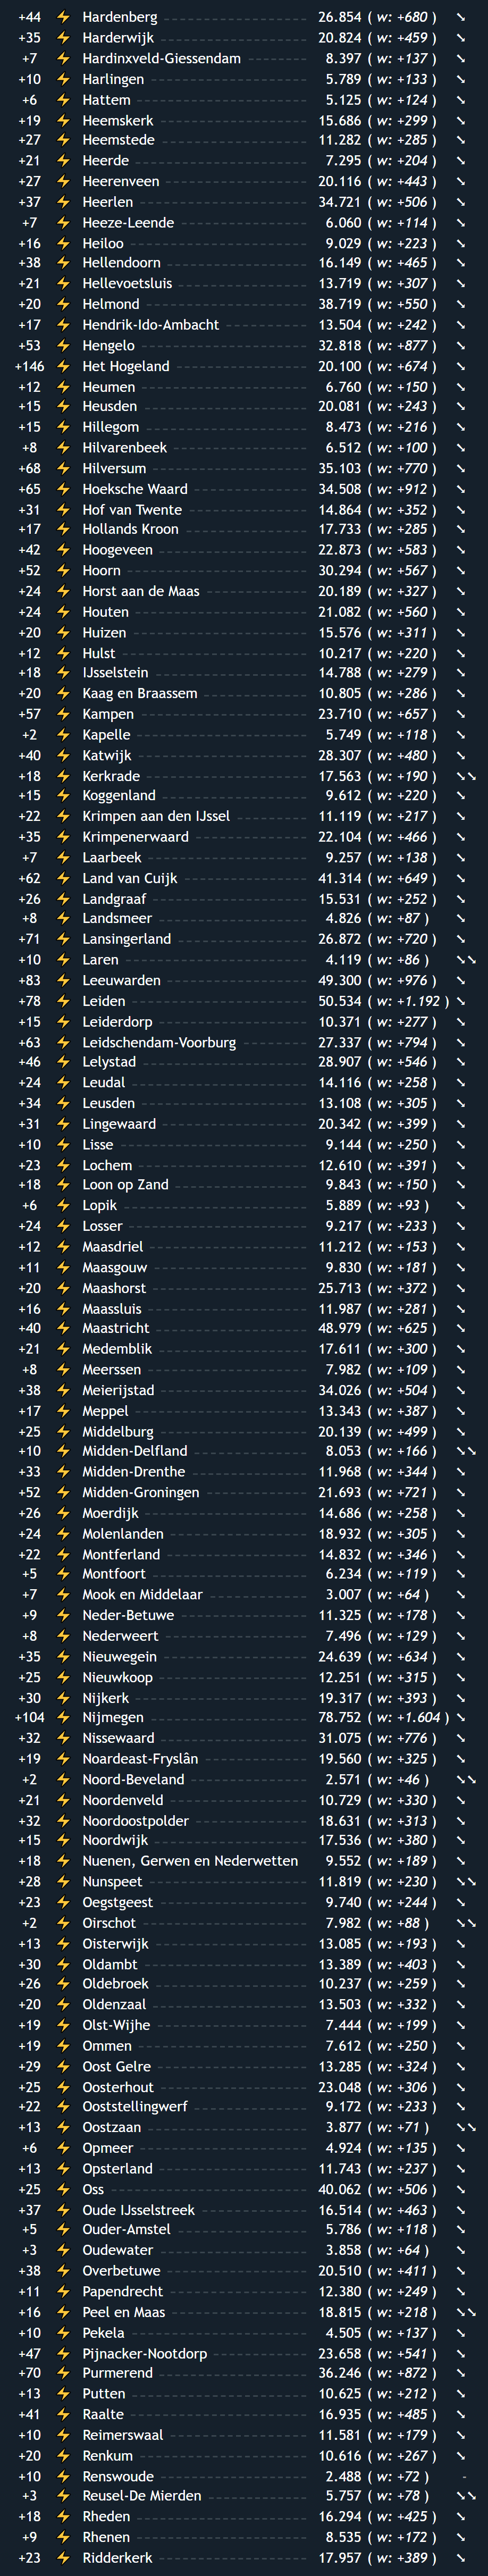 +44 ⚡ Hardenberg 26.854 ( w: +680 ) ⭨
+35 ⚡ Harderwijk 20.824 ( w: +459 ) ⭨
+7 ⚡ Hardinxveld-Giessendam 8.397 ( w: +137 ) ⭨
+10 ⚡ Harlingen 5.789 ( w: +133 ) ⭨
+6 ⚡ Hattem 5.125 ( w: +124 ) ⭨
+19 ⚡ Heemskerk 15.686 ( w: +299 ) ⭨
+27 ⚡ Heemstede 11.282 ( w: +285 ) ⭨
+21 ⚡ Heerde 7.295 ( w: +204 ) ⭨
+27 ⚡ Heerenveen 20.116 ( w: +443 ) ⭨
+37 ⚡ Heerlen 34.721 ( w: +506 ) ⭨
+7 ⚡ Heeze-Leende 6.060 ( w: +114 ) ⭨
+16 ⚡ Heiloo 9.029 ( w: +223 ) ⭨
+38 ⚡ Hellendoorn 16.149 ( w: +465 ) ⭨
+21 ⚡ Hellevoetsluis 13.719 ( w: +307 ) ⭨
+20 ⚡ Helmond 38.719 ( w: +550 ) ⭨
+17 ⚡ Hendrik-Ido-Ambacht 13.504 ( w: +242 ) ⭨
+53 ⚡ Hengelo 32.818 ( w: +877 ) ⭨
+146 ⚡ Het Hogeland 20.100 ( w: +674 ) ⭨
+12 ⚡ Heumen 6.760 ( w: +150 ) ⭨
+15 ⚡ Heusden 20.081 ( w: +243 ) ⭨
+15 ⚡ Hillegom 8.473 ( w: +216 ) ⭨
+8 ⚡ Hilvarenbeek 6.512 ( w: +100 ) ⭨
+68 ⚡ Hilversum 35.103 ( w: +770 ) ⭨
+65 ⚡ Hoeksche Waard 34.508 ( w: +912 ) ⭨
+31 ⚡ Hof van Twente 14.864 ( w: +352 ) ⭨
+17 ⚡ Hollands Kroon 17.733 ( w: +285 ) ⭨
+42 ⚡ Hoogeveen 22.873 ( w: +583 ) ⭨
+52 ⚡ Hoorn 30.294 ( w: +567 ) ⭨
+24 ⚡ Horst aan de Maas 20.189 ( w: +327 ) ⭨
+24 ⚡ Houten 21.082 ( w: +560 ) ⭨
+20 ⚡ Huizen 15.576 ( w: +311 ) ⭨
+12 ⚡ Hulst 10.217 ( w: +220 ) ⭨
+18 ⚡ IJsselstein 14.788 ( w: +279 ) ⭨
+20 ⚡ Kaag en Braassem 10.805 ( w: +286 ) ⭨
+57 ⚡ Kampen 23.710 ( w: +657 ) ⭨
+2 ⚡ Kapelle 5.749 ( w: +118 ) ⭨
+40 ⚡ Katwijk 28.307 ( w: +480 ) ⭨
+18 ⚡ Kerkrade 17.563 ( w: +190 ) ⭨⭨
+15 ⚡ Koggenland 9.612 ( w: +220 ) ⭨
+22 ⚡ Krimpen aan den IJssel 11.119 ( w: +217 ) ⭨
+35 ⚡ Krimpenerwaard 22.104 ( w: +466 ) ⭨
+7 ⚡ Laarbeek 9.257 ( w: +138 ) ⭨
+62 ⚡ Land van Cuijk 41.314 ( w: +649 ) ⭨
+26 ⚡ Landgraaf 15.531 ( w: +252 ) ⭨
+8 ⚡ Landsmeer 4.826 ( w: +87 ) ⭨
+71 ⚡ Lansingerland 26.872 ( w: +720 ) ⭨
+10 ⚡ Laren 4.119 ( w: +86 ) ⭨⭨
+83 ⚡ Leeuwarden 49.300 ( w: +976 ) ⭨
+78 ⚡ Leiden 50.534 ( w: +1.192 ) ⭨
+15 ⚡ Leiderdorp 10.371 ( w: +277 ) ⭨
+63 ⚡ Leidschendam-Voorburg 27.337 ( w: +794 ) ⭨
+46 ⚡ Lelystad 28.907 ( w: +546 ) ⭨
+24 ⚡ Leudal 14.116 ( w: +258 ) ⭨
+34 ⚡ Leusden 13.108 ( w: +305 ) ⭨
+31 ⚡ Lingewaard 20.342 ( w: +399 ) ⭨
+10 ⚡ Lisse 9.144 ( w: +250 ) ⭨
+23 ⚡ Lochem 12.610 ( w: +391 ) ⭨
+18 ⚡ Loon op Zand 9.843 ( w: +150 ) ⭨
+6 ⚡ Lopik 5.889 ( w: +93 ) ⭨
+24 ⚡ Losser 9.217 ( w: +233 ) ⭨
+12 ⚡ Maasdriel 11.212 ( w: +153 ) ⭨
+11 ⚡ Maasgouw 9.830 ( w: +181 ) ⭨
+20 ⚡ Maashorst 25.713 ( w: +372 ) ⭨
+16 ⚡ Maassluis 11.987 ( w: +281 ) ⭨
+40 ⚡ Maastricht 48.979 ( w: +625 ) ⭨
+21 ⚡ Medemblik 17.611 ( w: +300 ) ⭨
+8 ⚡ Meerssen 7.982 ( w: +109 ) ⭨
+38 ⚡ Meierijstad 34.026 ( w: +504 ) ⭨
+17 ⚡ Meppel 13.343 ( w: +387 ) ⭨
+25 ⚡ Middelburg 20.139 ( w: +499 ) ⭨
+10 ⚡ Midden-Delfland 8.053 ( w: +166 ) ⭨⭨
+33 ⚡ Midden-Drenthe 11.968 ( w: +344 ) ⭨
+52 ⚡ Midden-Groningen 21.693 ( w: +721 ) ⭨
+26 ⚡ Moerdijk 14.686 ( w: +258 ) ⭨
+24 ⚡ Molenlanden 18.932 ( w: +305 ) ⭨
+22 ⚡ Montferland 14.832 ( w: +346 ) ⭨
+5 ⚡ Montfoort 6.234 ( w: +119 ) ⭨
+7 ⚡ Mook en Middelaar 3.007 ( w: +64 ) ⭨
+9 ⚡ Neder-Betuwe 11.325 ( w: +178 ) ⭨
+8 ⚡ Nederweert 7.496 ( w: +129 ) ⭨
+35 ⚡ Nieuwegein 24.639 ( w: +634 ) ⭨
+25 ⚡ Nieuwkoop 12.251 ( w: +315 ) ⭨
+30 ⚡ Nijkerk 19.317 ( w: +393 ) ⭨
+104 ⚡ Nijmegen 78.752 ( w: +1.604 ) ⭨
+32 ⚡ Nissewaard 31.075 ( w: +776 ) ⭨
+19 ⚡ Noardeast-Fryslân 19.560 ( w: +325 ) ⭨
+2 ⚡ Noord-Beveland 2.571 ( w: +46 ) ⭨⭨
+21 ⚡ Noordenveld 10.729 ( w: +330 ) ⭨
+32 ⚡ Noordoostpolder 18.631 ( w: +313 ) ⭨
+15 ⚡ Noordwijk 17.536 ( w: +380 ) ⭨
+18 ⚡ Nuenen, Gerwen en Nederwetten 9.552 ( w: +189 ) ⭨
+28 ⚡ Nunspeet 11.819 ( w: +230 ) ⭨⭨
+23 ⚡ Oegstgeest 9.740 ( w: +244 ) ⭨
+2 ⚡ Oirschot 7.982 ( w: +88 ) ⭨⭨
+13 ⚡ Oisterwijk 13.085 ( w: +193 ) ⭨
+30 ⚡ Oldambt 13.389 ( w: +403 ) ⭨
+26 ⚡ Oldebroek 10.237 ( w: +259 ) ⭨
+20 ⚡ Oldenzaal 13.503 ( w: +332 ) ⭨
+19 ⚡ Olst-Wijhe 7.444 ( w: +199 ) ⭨
+19 ⚡ Ommen 7.612 ( w: +250 ) ⭨
+29 ⚡ Oost Gelre 13.285 ( w: +324 ) ⭨
+25 ⚡ Oosterhout 23.048 ( w: +306 ) ⭨
+22 ⚡ Ooststellingwerf 9.172 ( w: +233 ) ⭨
+13 ⚡ Oostzaan 3.877 ( w: +71 ) ⭨⭨
+6 ⚡ Opmeer 4.924 ( w: +135 ) ⭨
+13 ⚡ Opsterland 11.743 ( w: +237 ) ⭨
+25 ⚡ Oss 40.062 ( w: +506 ) ⭨
+37 ⚡ Oude IJsselstreek 16.514 ( w: +463 ) ⭨
+5 ⚡ Ouder-Amstel 5.786 ( w: +118 ) ⭨
+3 ⚡ Oudewater 3.858 ( w: +64 ) ⭨
+38 ⚡ Overbetuwe 20.510 ( w: +411 ) ⭨
+11 ⚡ Papendrecht 12.380 ( w: +249 ) ⭨
+16 ⚡ Peel en Maas 18.815 ( w: +218 ) ⭨⭨
+10 ⚡ Pekela 4.505 ( w: +137 ) ⭨
+47 ⚡ Pijnacker-Nootdorp 23.658 ( w: +541 ) ⭨
+70 ⚡ Purmerend 36.246 ( w: +872 ) ⭨
+13 ⚡ Putten 10.625 ( w: +212 ) ⭨
+41 ⚡ Raalte 16.935 ( w: +485 ) ⭨
+10 ⚡ Reimerswaal 11.581 ( w: +179 ) ⭨
+20 ⚡ Renkum 10.616 ( w: +267 ) ⭨
+10 ⚡ Renswoude 2.488 ( w: +72 ) -
+3 ⚡ Reusel-De Mierden 5.757 ( w: +78 ) ⭨⭨
+18 ⚡ Rheden 16.294 ( w: +425 ) ⭨
+9 ⚡ Rhenen 8.535 ( w: +172 ) ⭨
+23 ⚡ Ridderkerk 17.957 ( w: +389 ) ⭨